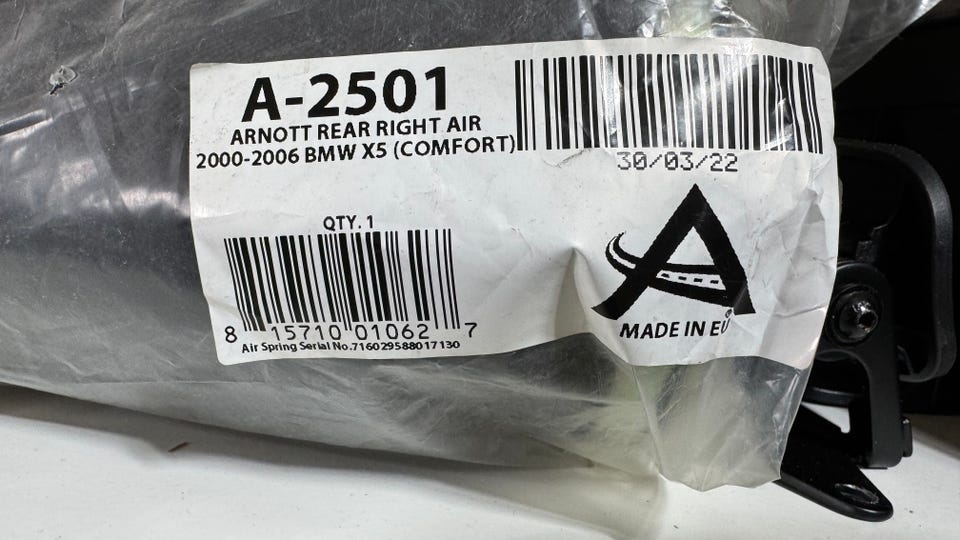 A-2501
ARNOTT REAR RIGHT AIR
2000-2006 BMW X5 (COMFORT)
30/03/22
QTY. 1
8 15710 01062 7
Air Spring Serial No.716029588017130
MADE IN EU